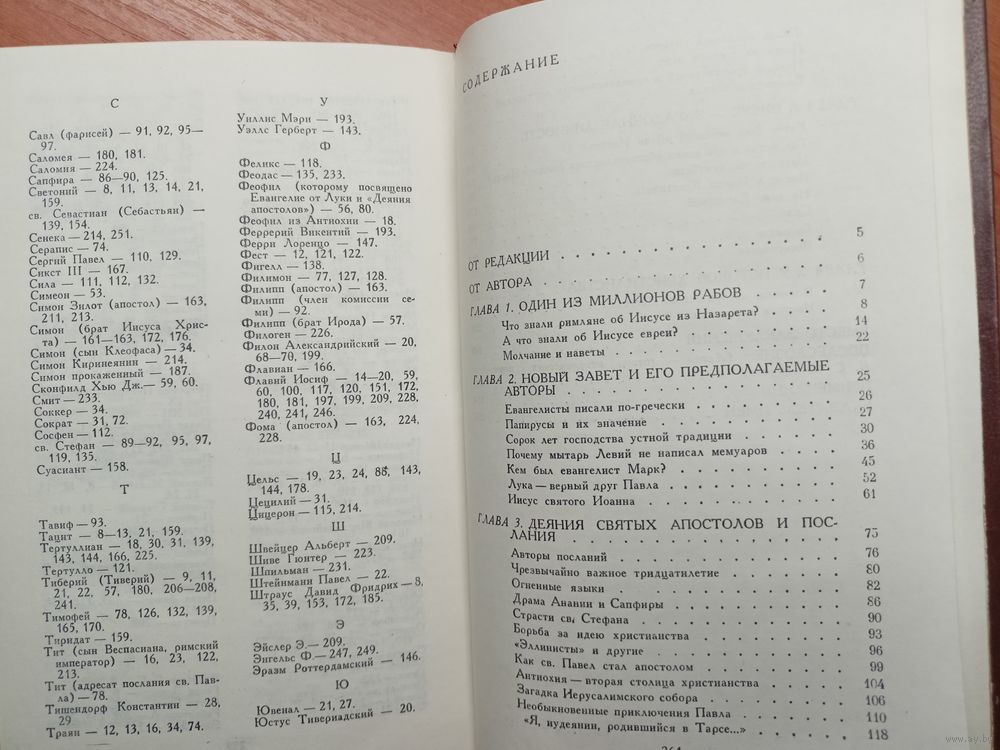 С
Савл (фарисей) — 91, 92, 95—
97.
Саломея — 180, 181.
Саломия — 224.
Сапфира — 86—90, 125.
Светоний — 8, 11, 13, 14, 21,
159.
св. Севастиан (Себастьян) —
139, 154.
Сенека — 214, 251.
Серапис — 74.
Сергий Павел — 110, 129.
Сикст III — 167.
Сила — 111, 112, 132.
Симеон — 53.
Симон Зилот (апостол) — 163,
211, 213.
Симон (брат Иисуса Хрис-
та) — 161—163, 172, 176.
Симон (сын Клеофаса) — 34.
Симон Киринеянин — 214.
Симон прокаженный — 187.
Сконфилд Хью Дж.— 59, 60.
Смит — 233.
Соккер — 34.
Сократ — 31, 72.
Сосфен — 112.
св. Стефан — 89—92, 95, 97,
119, 135.
Суасиант — 158.
Т
Тавиф — 93.
Тацит — 8—13, 21, 159.
Тертуллиан — 18, 30, 31, 139,
143, 144, 166, 225.
Тертулло — 121.
Тиберий (Тиверий) — 9, 11,
21, 22, 57, 180, 206—208,
241.
Тимофей — 78, 126, 132, 139,
165, 170.
Тиридат — 159.
Тит (сын Веспасиана, римский
император) — 16, 23, 122,
213.
Тит (адресат послания св. Пав-
ла) — 78.
Тишендорф Константин — 28,
29
Траян — 12, 13, 16, 34, 74.
У
Уиллис Мэри — 193.
Уэллс Герберт — 143.
Ф
Феликс — 118.
Феодас — 135, 233.
Феофил (которому посвящено
Евангелие от Луки и «Деяния
апостолов») — 56, 80.
Феофил из Антиохии — 18.
Феррерий Викентий — 193.
Ферри Лоренцо — 147.
Фест — 12, 121, 122.
Фигелл — 138.
Филимон — 77, 127, 128.
Филипп (апостол) — 163.
Филипп (член комиссии се-
ми) — 92.
Филипп (брат Ирода) — 57.
Филоген — 226.
Филон Александрийский — 20,
68—70, 199.
Флавиан — 166.
Флавий Иосиф — 14—20, 59,
60, 100, 117, 120, 151, 172,
180, 181, 197, 199, 209, 228,
240, 241, 246.
Фома (апостол) — 163, 224,
228.
Ц
Цельс — 19, 23, 24, 88, 143,
144, 178.
Цецилий — 31.
Цицерон — 115, 214.
Ш
Швейцер Альберт — 209.
Шиве Гюнтер — 223.
Шпильман — 231.
Штейнманн Павел — 22.
Штраус Давид Фридрих — 8,
35, 39, 153, 172, 185.
Э
Эйслер Э.— 209.
Энгельс Ф.— 247, 249.
Эразм Роттердамский — 146.
Ю
Ювенал — 21, 27.
Юстус Тивериадский — 20.
СОДЕРЖАНИЕ
ОТ РЕДАКЦИИ . . . . . . . . . . . . 5
ОТ АВТОРА . . . . . . . . . . . . 6
ГЛАВА 1. ОДИН ИЗ МИЛЛИОНОВ РАБОВ . . . . . 7
Что знали римляне об Иисусе из Назарета? . . . . 8
А что знали об Иисусе евреи? . . . . . . . 14
Молчание и наветы . . . . . . . . . . 22
ГЛАВА 2. НОВЫЙ ЗАВЕТ И ЕГО ПРЕДПОЛАГАЕМЫЕ
АВТОРЫ . . . . . . . . . . . . 25
Евангелисты писали по-гречески . . . . . . . 26
Папирусы и их значение . . . . . . . . . 27
Сорок лет господства устной традиции . . . . . 30
Почему мытарь Левий не написал мемуаров . . . . 36
Кем был евангелист Марк? . . . . . . . . 45
Лука — верный друг Павла . . . . . . . . 52
Иисус святого Иоанна . . . . . . . . . 61
ГЛАВА 3. ДЕЯНИЯ СВЯТЫХ АПОСТОЛОВ И ПОС-
ЛАНИЯ . . . . . . . . . . . . 75
Авторы посланий . . . . . . . . . . 76
Чрезвычайно важное тридцатилетие . . . . . . 80
Огненные языки . . . . . . . . . . 82
Драма Анании и Сапфиры . . . . . . . . 86
Страсти св. Стефана . . . . . . . . . 90
Борьба за идею христианства . . . . . . . 93
«Эллинисты» и другие . . . . . . . . . 96
Как св. Павел стал апостолом . . . . . . . 99
Антиохия — вторая столица христианства . . . . 104
Загадка Иерусалимского собора . . . . . . . 106
Необыкновенные приключения Павла . . . . . . 110
«Я, иудеянин, родившийся в Тарсе...» . . . . . 118
264
www.ay.by